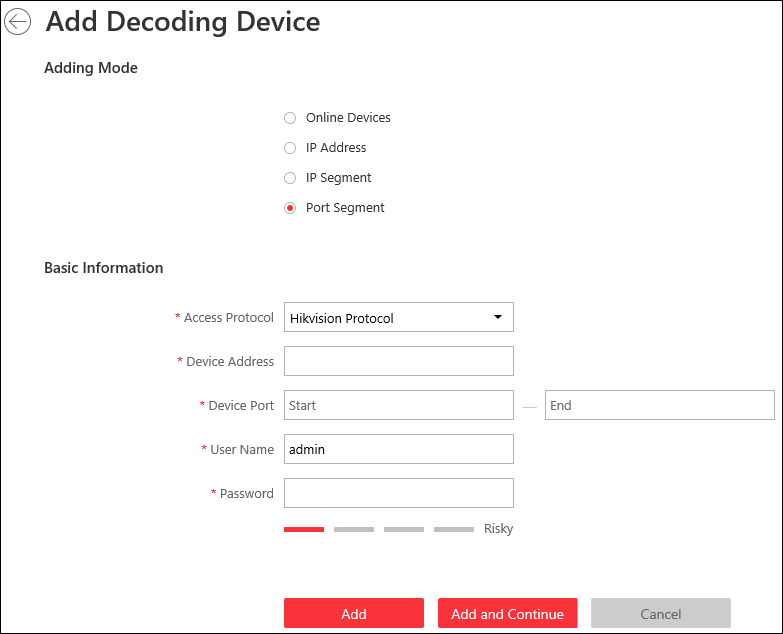 Add Decoding Device
Adding Mode
Online Devices
IP Address
IP Segment
Port Segment
Basic Information
* Access Protocol Hikvision Protocol
* Device Address
* Device Port Start — End
* User Name admin
* Password
Risky
Add Add and Continue Cancel